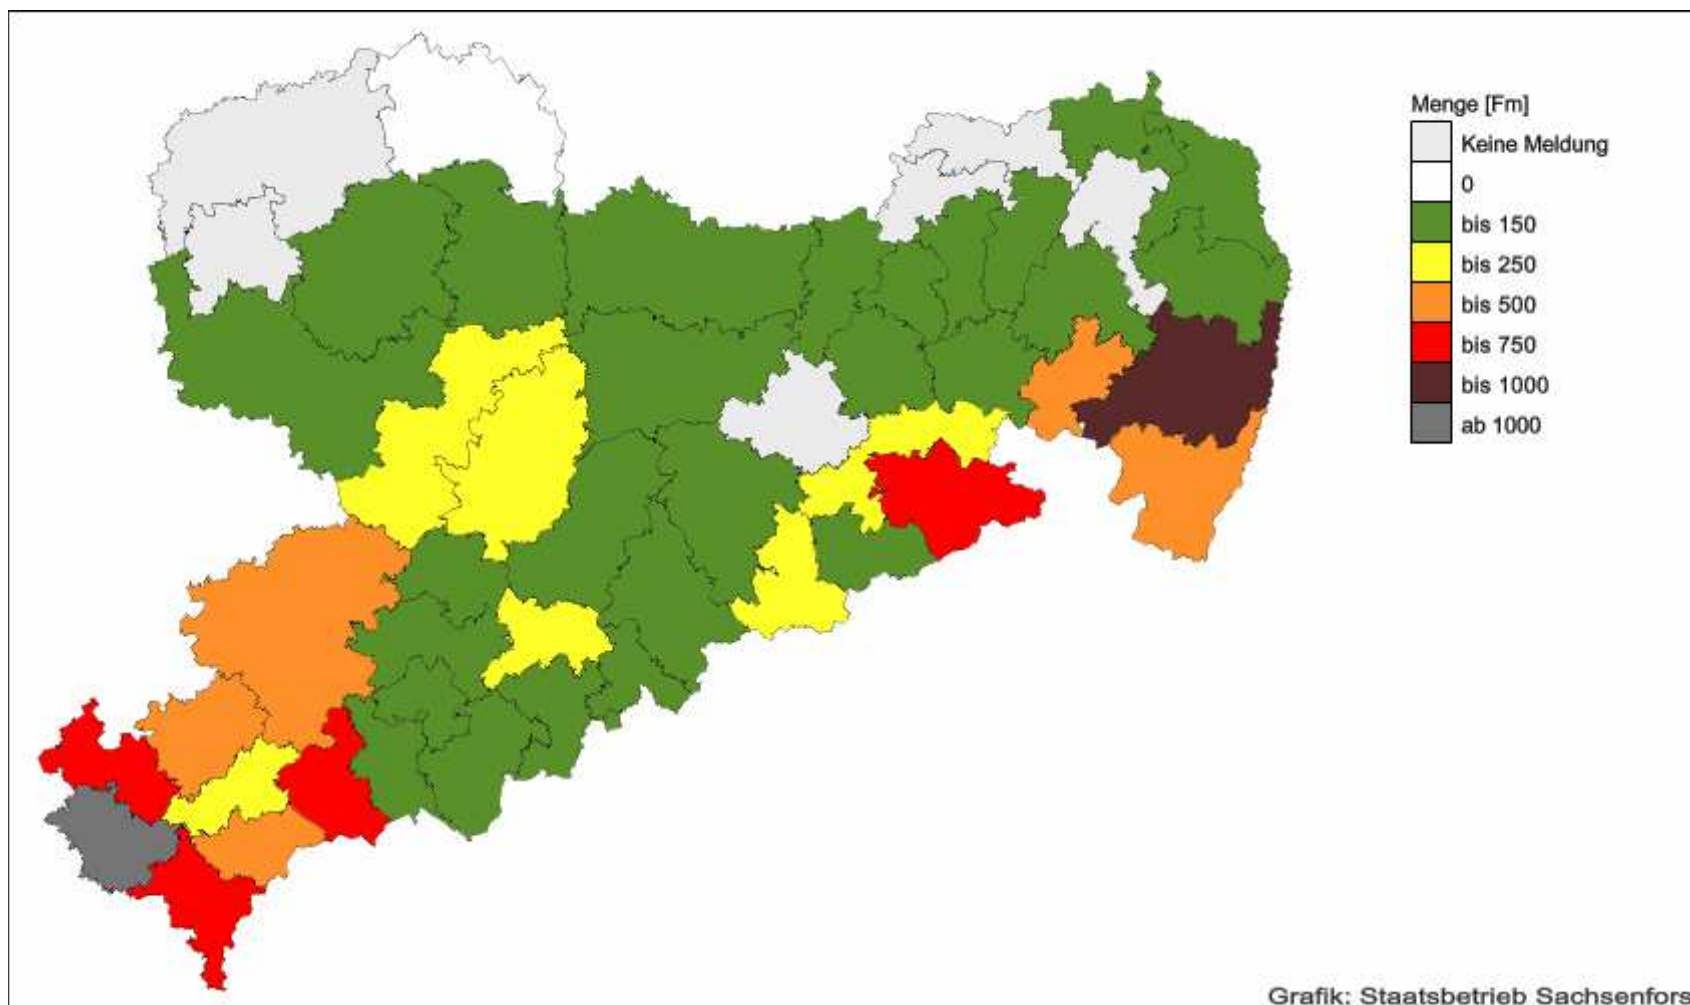 Menge [Fm]
Keine Meldung
0
bis 150
bis 250
bis 500
bis 750
bis 1000
ab 1000
Grafik: Staatsbetrieb Sachsenfors